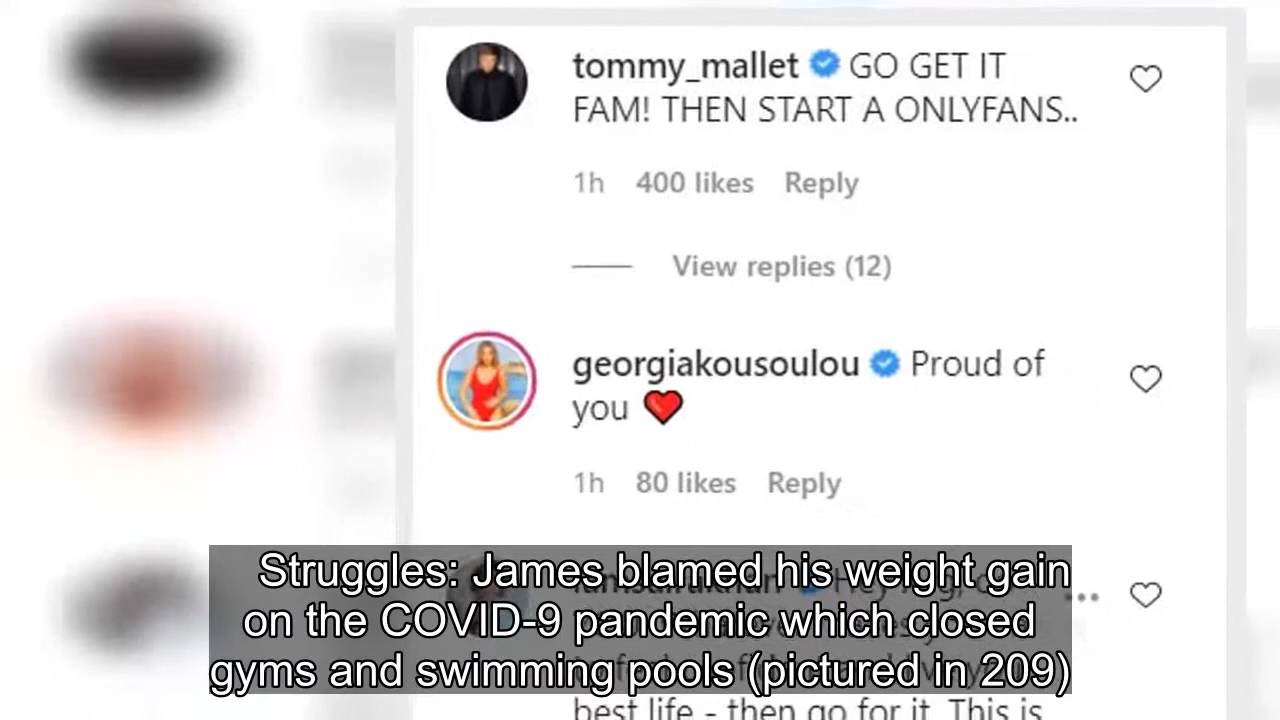 tommy_mallet GO GET IT
FAM! THEN START A ONLYFANS..
1h 400 likes Reply
View replies (12)
georgiakousoulou Proud of
you ❤️
1h 80 likes Reply
Struggles: James blamed his weight gain
on the COVID-9 pandemic which closed
gyms and swimming pools (pictured in 209)
best life - then go for it. This is